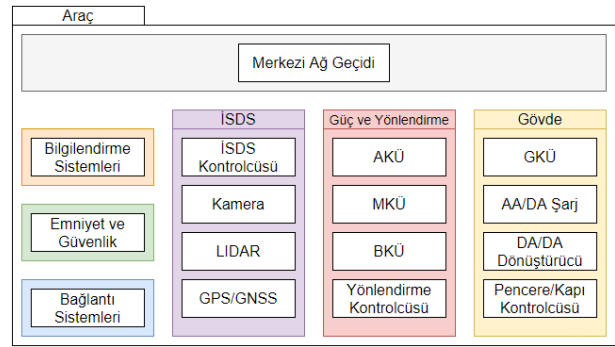 Araç
Merkezi Ağ Geçidi
Bilgilendirme
Sistemleri
Emniyet ve
Güvenlik
Bağlantı
Sistemleri
İSDS
İSDS
Kontrolcüsü
Kamera
LIDAR
GPS/GNSS
Güç ve Yönlendirme
AKÜ
MKÜ
BKÜ
Yönlendirme
Kontrolcüsü
Gövde
GKÜ
AA/DA Şarj
DA/DA
Dönüştürücü
Pencere/Kapı
Kontrolcüsü